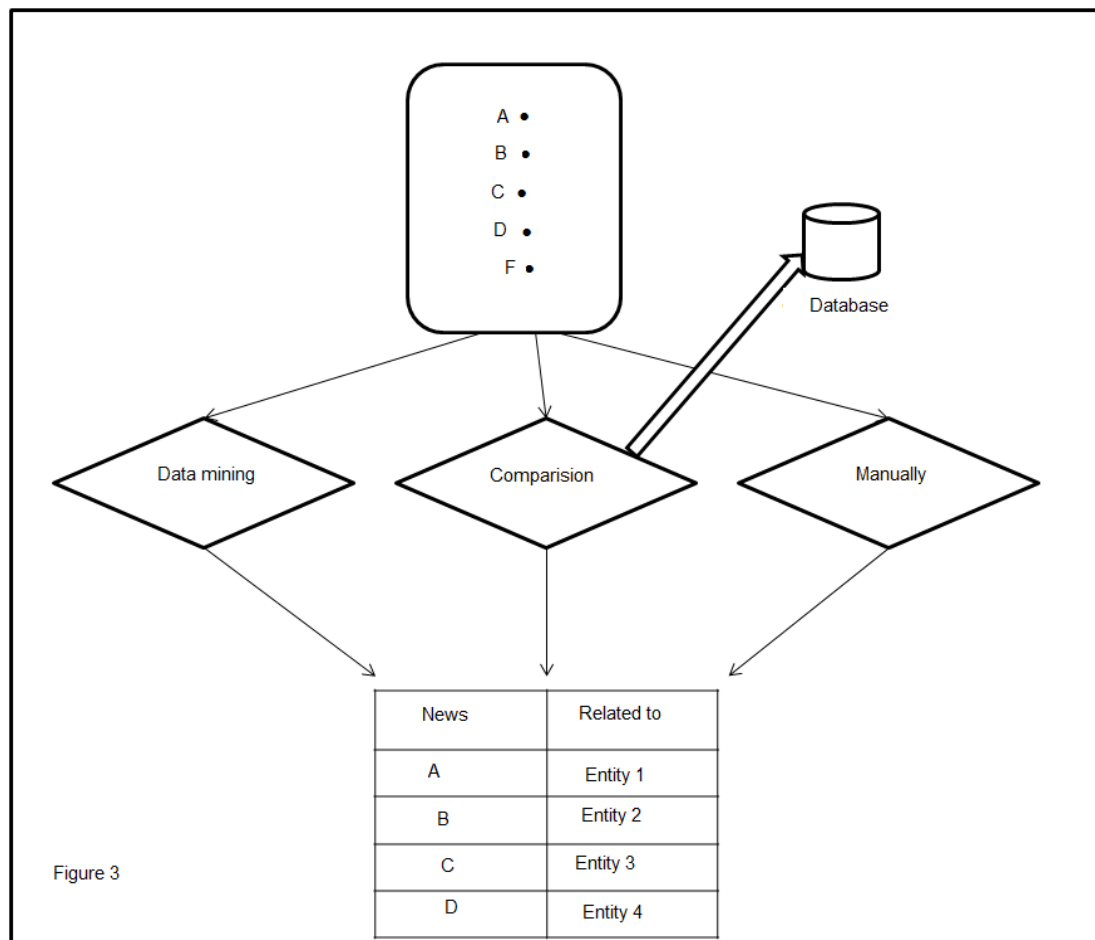 A
B
C
D
F
Database
Data mining
Comparision
Manually
News Related to
A Entity 1
B Entity 2
C Entity 3
D Entity 4
Figure 3